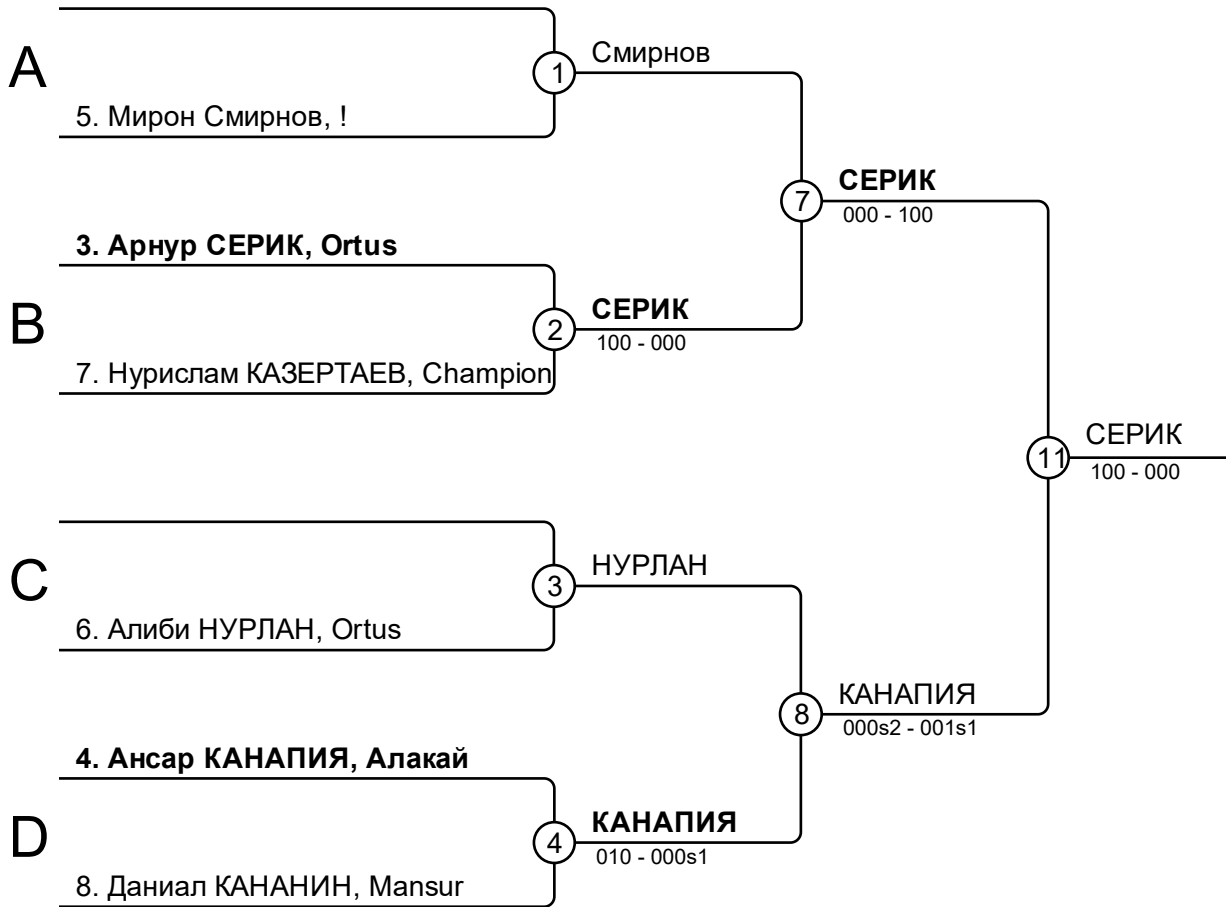 A
1
Смирнов
5. Мирон Смирнов, !
7
СЕРИК
000 - 100
3. Арнур СЕРИК, Ortus
B
2
СЕРИК
100 - 000
7. Нурислам КАЗЕРТАЕВ, Champion
11
СЕРИК
100 - 000
C
3
НУРЛАН
6. Алиби НУРЛАН, Ortus
8
КАНАПИЯ
000s2 - 001s1
4. Ансар КАНАПИЯ, Алакай
D
4
КАНАПИЯ
010 - 000s1
8. Даниал КАНАНИН, Mansur